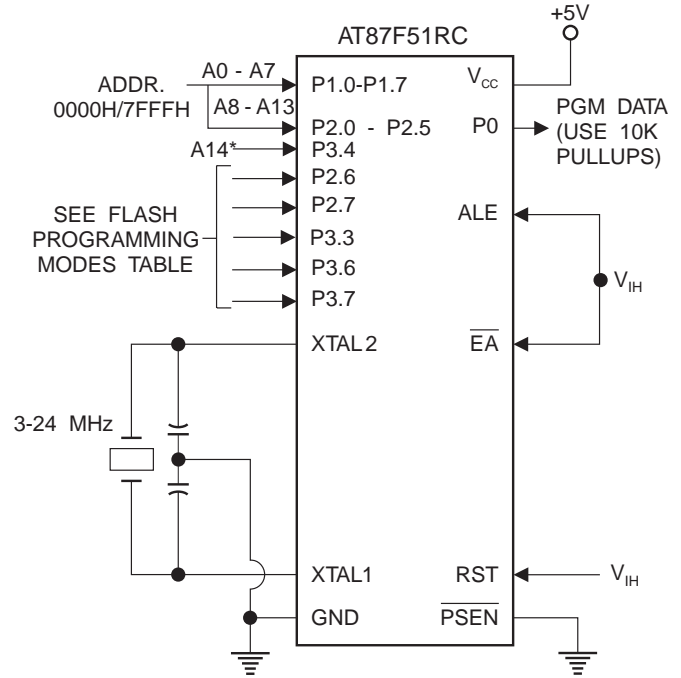 +5V
AT87F51RC
ADDR.
0000H/7FFFH
A0 - A7
P1.0-P1.7
VCC
A8 - A13
P2.0 - P2.5
P0
PGM DATA
(USE 10K
PULLUPS)
A14*
P3.4
P2.6
SEE FLASH
PROGRAMMING
MODES TABLE
P2.7
ALE
P3.3
P3.6
VIH
P3.7
XTAL2
EA
3-24 MHz
XTAL1
RST
VIH
GND
PSEN